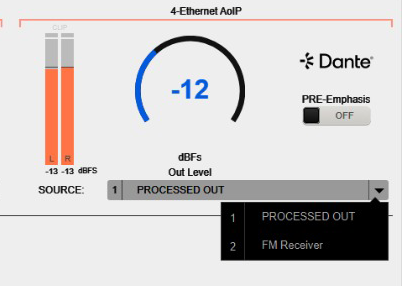 4-Ethernet AoIP
CLIP
-12
Dante
PRE-Emphasis
OFF
L R
-13 -13 dBFS
dBFs
Out Level
SOURCE: 1 PROCESSED OUT
1 PROCESSED OUT
2 FM Receiver